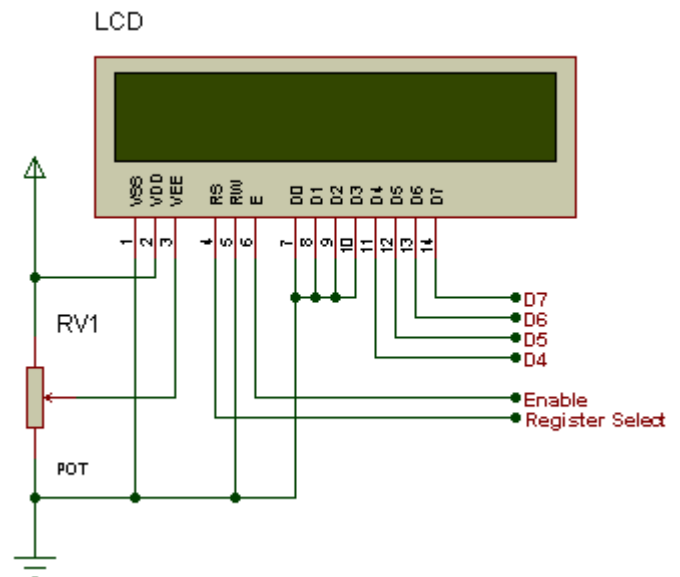 LCD
VSS VDD VEE RS RW E D0 D1 D2 D3 D4 D5 D6 D7
1 2 3 4 5 6 7 8 9 10 11 12 13 14
D7
D6
RV1
D5
D4
Enable
Register Select
POT